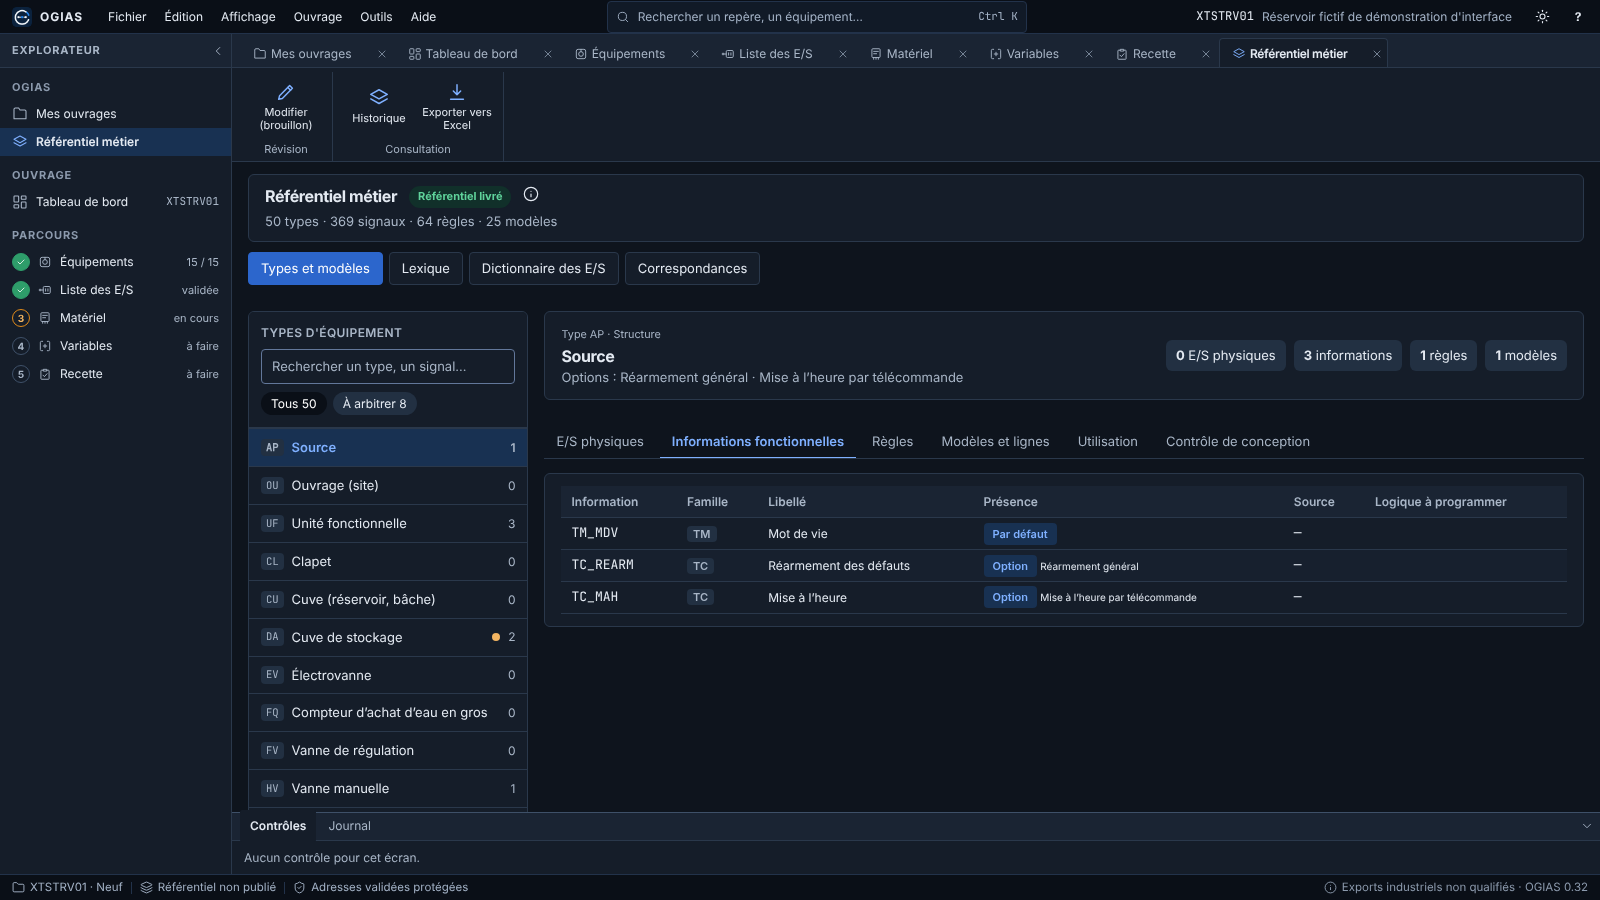 OGIAS Fichier Édition Affichage Ouvrage Outils Aide Rechercher un repère, un équipement... Ctrl K XTSTRV01 Réservoir fictif de démonstration d'interface ?
EXPLORATEUR
Mes ouvrages Tableau de bord Équipements Liste des E/S Matériel Variables Recette Référentiel métier
OGIAS
Mes ouvrages
Référentiel métier
OUVRAGE
Tableau de bord XTSTRV01
PARCOURS
Équipements 15 / 15
Liste des E/S validée
3 Matériel en cours
4 Variables à faire
5 Recette à faire
Modifier
(brouillon)
Révision
Historique
Exporter vers
Excel
Consultation
Référentiel métier Référentiel livré
50 types · 369 signaux · 64 règles · 25 modèles
Types et modèles Lexique Dictionnaire des E/S Correspondances
TYPES D'ÉQUIPEMENT
Rechercher un type, un signal...
Tous 50 À arbitrer 8
AP Source 1
OU Ouvrage (site) 0
UF Unité fonctionnelle 3
CL Clapet 0
CU Cuve (réservoir, bâche) 0
DA Cuve de stockage 2
EV Électrovanne 0
FQ Compteur d’achat d’eau en gros 0
FV Vanne de régulation 0
HV Vanne manuelle 1
Type AP · Structure
Source
Options : Réarmement général · Mise à l’heure par télécommande
0 E/S physiques 3 informations 1 règles 1 modèles
E/S physiques Informations fonctionnelles Règles Modèles et lignes Utilisation Contrôle de conception
Information Famille Libellé Présence Source Logique à programmer
TM_MDV TM Mot de vie Par défaut —
TC_REARM TC Réarmement des défauts Option Réarmement général —
TC_MAH TC Mise à l’heure Option Mise à l’heure par télécommande —
Contrôles Journal
Aucun contrôle pour cet écran.
XTSTRV01 · Neuf Référentiel non publié Adresses validées protégées Exports industriels non qualifiés · OGIAS 0.32